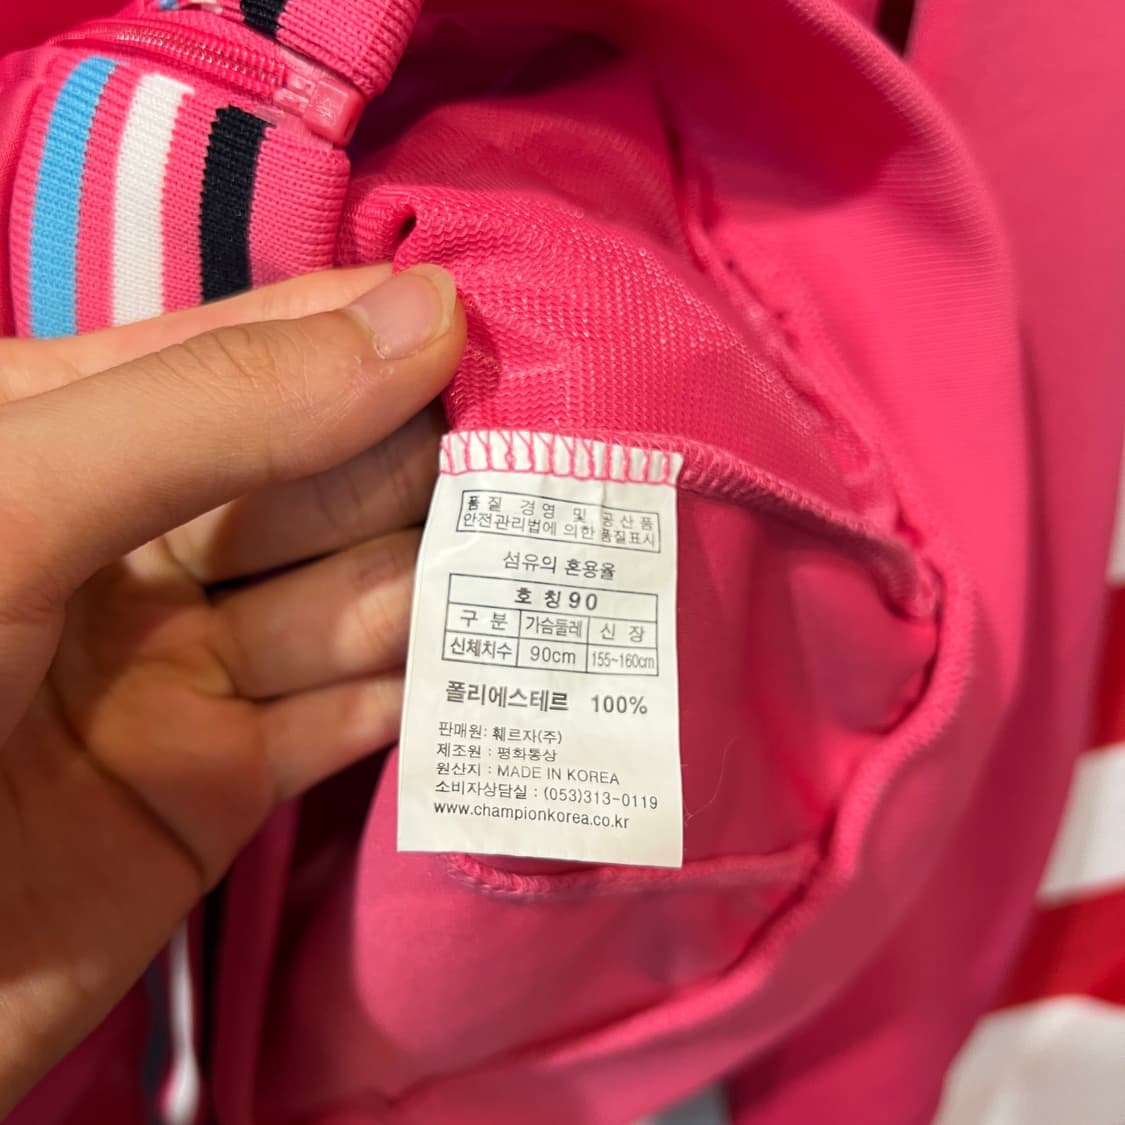 품 질 경 영 및 공 산 품
안전관리법에 의한 품질표시
섬유의 혼용율
호 칭 90
구 분 가슴둘레 신 장
신체치수 90cm 155~160cm
폴리에스테르 100%
판매원: 훼르자(주)
제조원 : 평화통상
원산지 : MADE IN KOREA
소비자상담실 : (053)313-0119
www.championkorea.co.kr